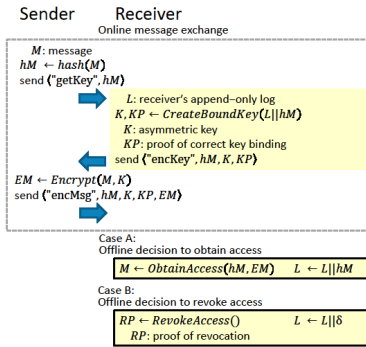 Sender Receiver
Online message exchange
M: message
hM ← hash(M)
send ("getKey", hM)
L: receiver's append–only log
K, KP ← CreateBoundKey(L||hM)
K: asymmetric key
KP: proof of correct key binding
send ("encKey", hM, K, KP)
EM ← Encrypt(M, K)
send ("encMsg", hM, K, KP, EM)
Case A:
Offline decision to obtain access
M ← ObtainAccess(hM, EM) L ← L||hM
Case B:
Offline decision to revoke access
RP ← RevokeAccess() L ← L||δ
RP: proof of revocation